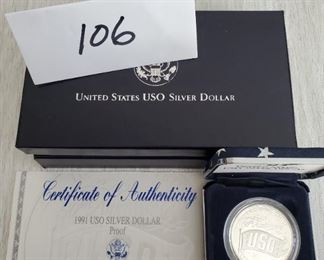 106
UNITED STATES USO SILVER DOLLAR
Certificate of Authenticity
1991 USO SILVER DOLLAR
Proof
USO